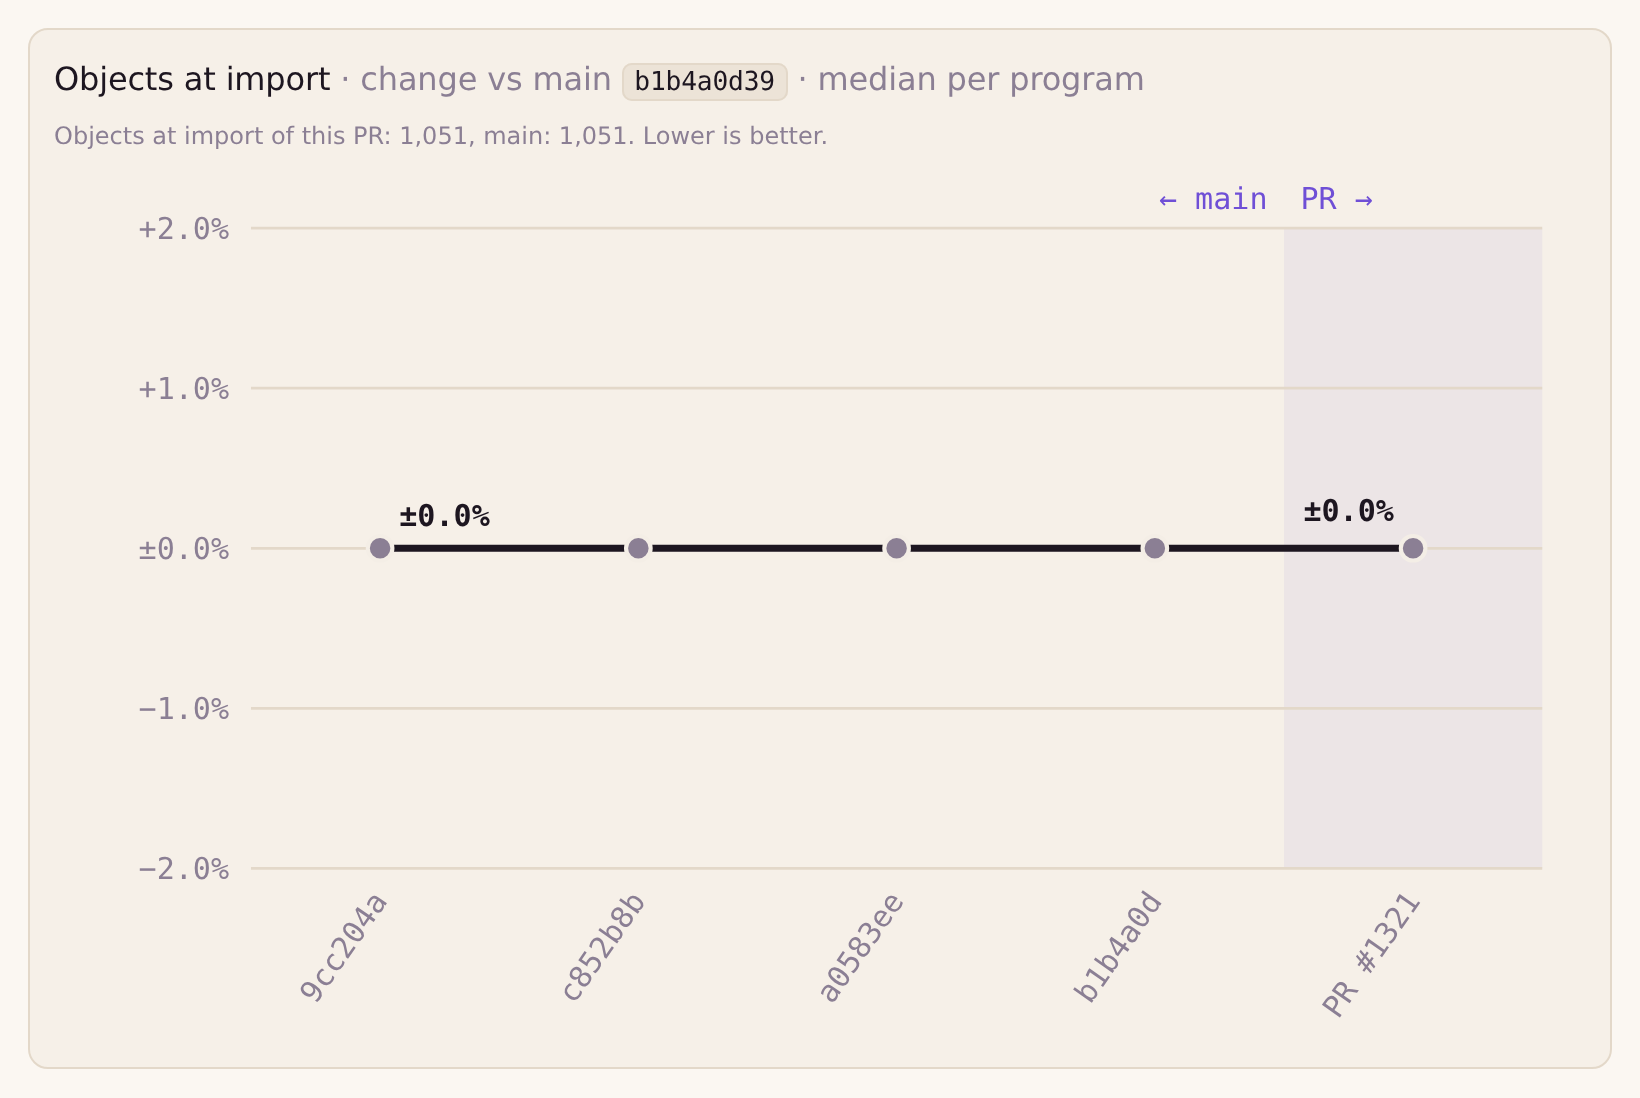 Objects at import · change vs main b1b4a0d39 · median per program
Objects at import of this PR: 1,051, main: 1,051. Lower is better.
← main PR →
+2.0%
+1.0%
±0.0%
−1.0%
−2.0%
±0.0%
±0.0%
9cc204a
c852b8b
a0583ee
b1b4a0d
PR #1321